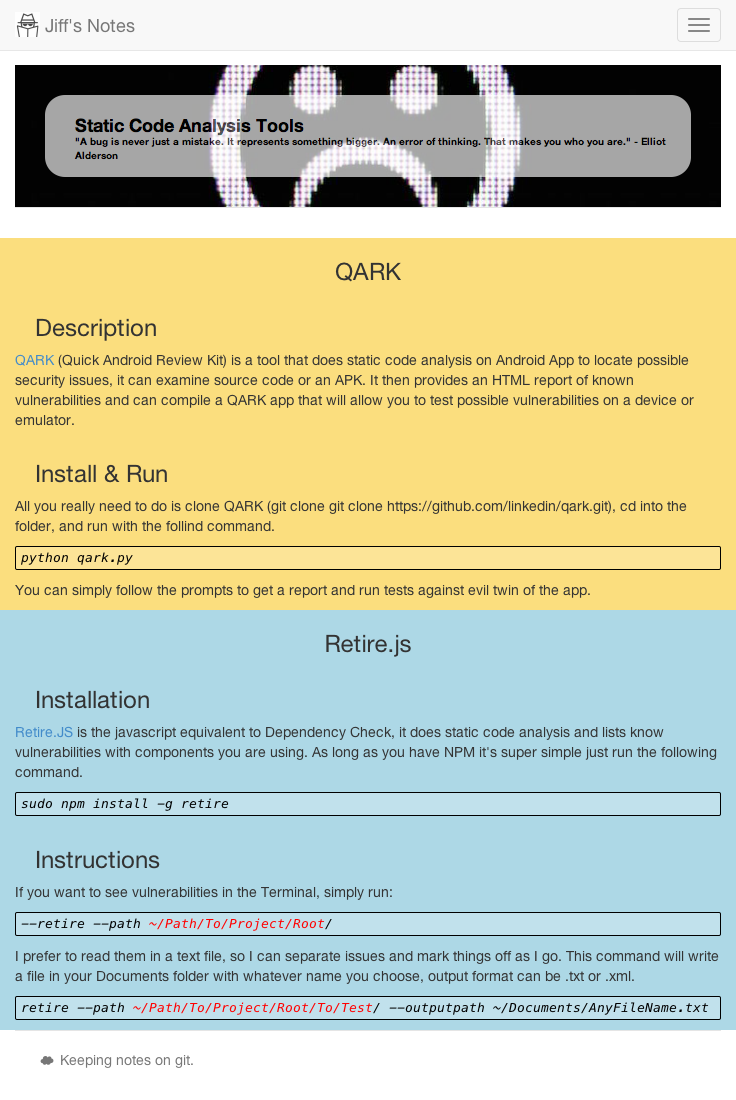 Jiff's Notes
Static Code Analysis Tools
"A bug is never just a mistake. It represents something bigger. An error of thinking. That makes you who you are." - Elliot
Alderson
QARK
Description
QARK (Quick Android Review Kit) is a tool that does static code analysis on Android App to locate possible
security issues, it can examine source code or an APK. It then provides an HTML report of known
vulnerabilities and can compile a QARK app that will allow you to test possible vulnerabilities on a device or
emulator.
Install & Run
All you really need to do is clone QARK (git clone git clone https://github.com/linkedin/qark.git), cd into the
folder, and run with the follind command.
python qark.py
You can simply follow the prompts to get a report and run tests against evil twin of the app.
Retire.js
Installation
Retire.JS is the javascript equivalent to Dependency Check, it does static code analysis and lists know
vulnerabilities with components you are using. As long as you have NPM it's super simple just run the following
command.
sudo npm install -g retire
Instructions
If you want to see vulnerabilities in the Terminal, simply run:
--retire --path ~/Path/To/Project/Root/
I prefer to read them in a text file, so I can separate issues and mark things off as I go. This command will write
a file in your Documents folder with whatever name you choose, output format can be .txt or .xml.
retire --path ~/Path/To/Project/Root/To/Test/ --outputpath ~/Documents/AnyFileName.txt
Keeping notes on git.